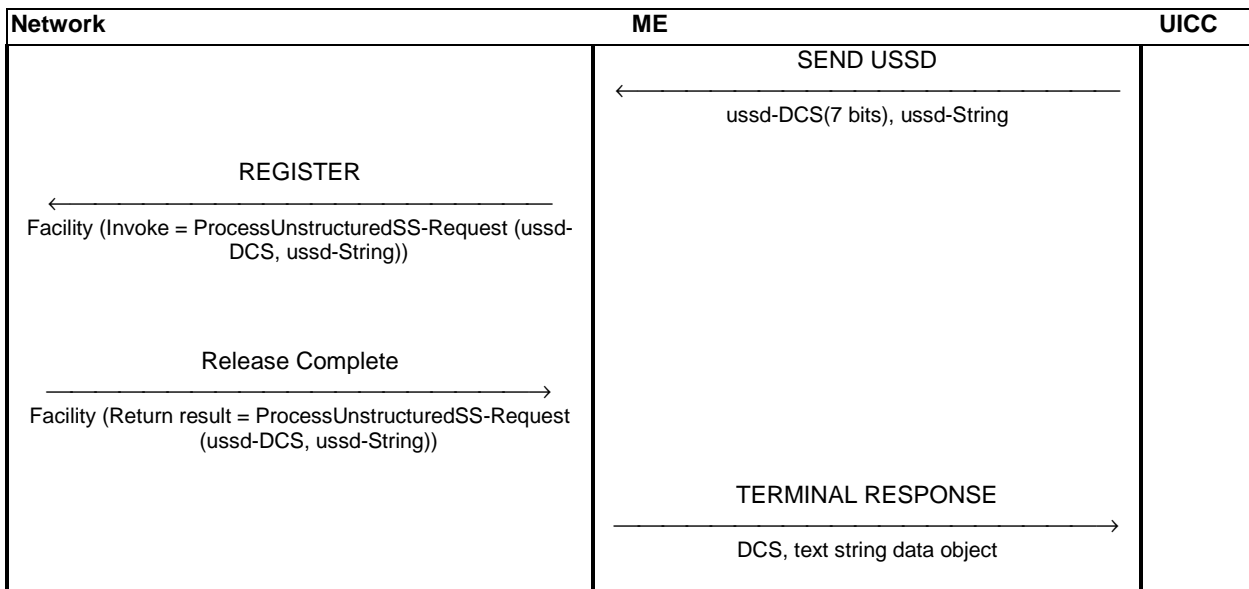 Network ME UICC
SEND USSD
ussd-DCS(7 bits), ussd-String
REGISTER
Facility (Invoke = ProcessUnstructuredSS-Request (ussd-
DCS, ussd-String))
Release Complete
Facility (Return result = ProcessUnstructuredSS-Request
(ussd-DCS, ussd-String))
TERMINAL RESPONSE
DCS, text string data object